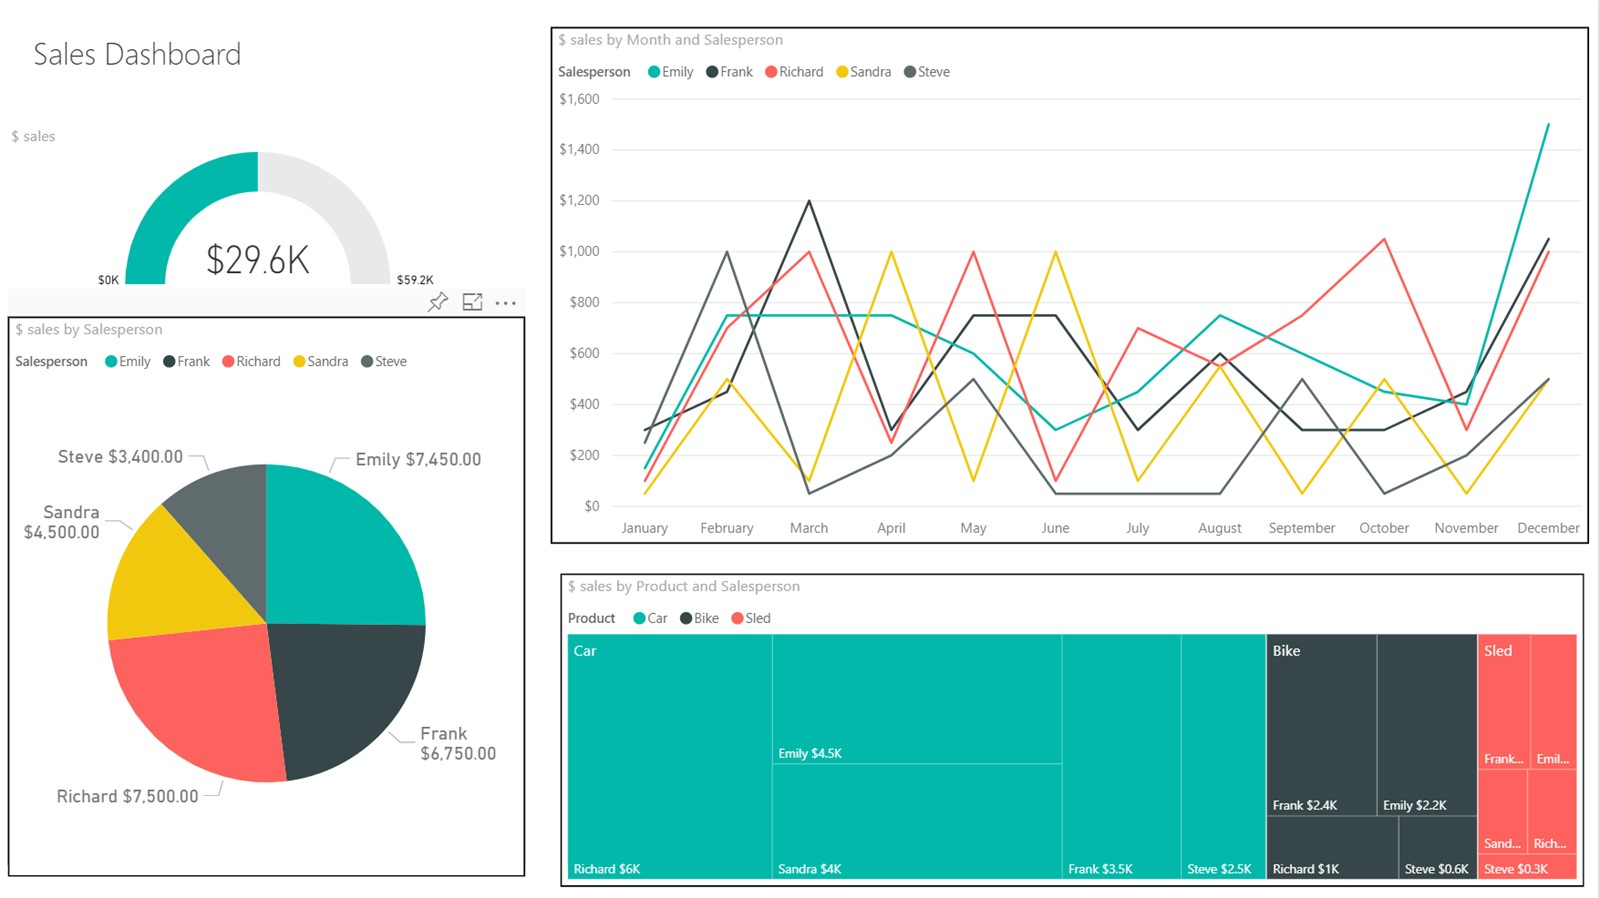 Sales Dashboard
$ sales
$29.6K
$0K
$59.2K
$ sales by Salesperson
Salesperson Emily Frank Richard Sandra Steve
Steve $3,400.00
Emily $7,450.00
Sandra
$4,500.00
Frank
$6,750.00
Richard $7,500.00
$ sales by Month and Salesperson
Salesperson Emily Frank Richard Sandra Steve
$1,600
$1,400
$1,200
$1,000
$800
$600
$400
$200
$0
January February March April May June July August September October November December
$ sales by Product and Salesperson
Product Car Bike Sled
Car
Richard $6K
Emily $4.5K
Sandra $4K
Frank $3.5K
Steve $2.5K
Bike
Frank $2.4K
Emily $2.2K
Richard $1K
Steve $0.6K
Sled
Frank...
Emil...
Sand...
Rich...
Steve $0.3K